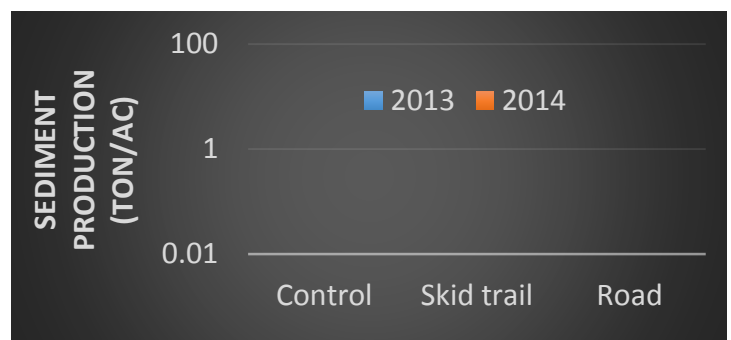 SEDIMENT
PRODUCTION
(TON/AC)
100
1
0.01
2013 2014
Control Skid trail Road